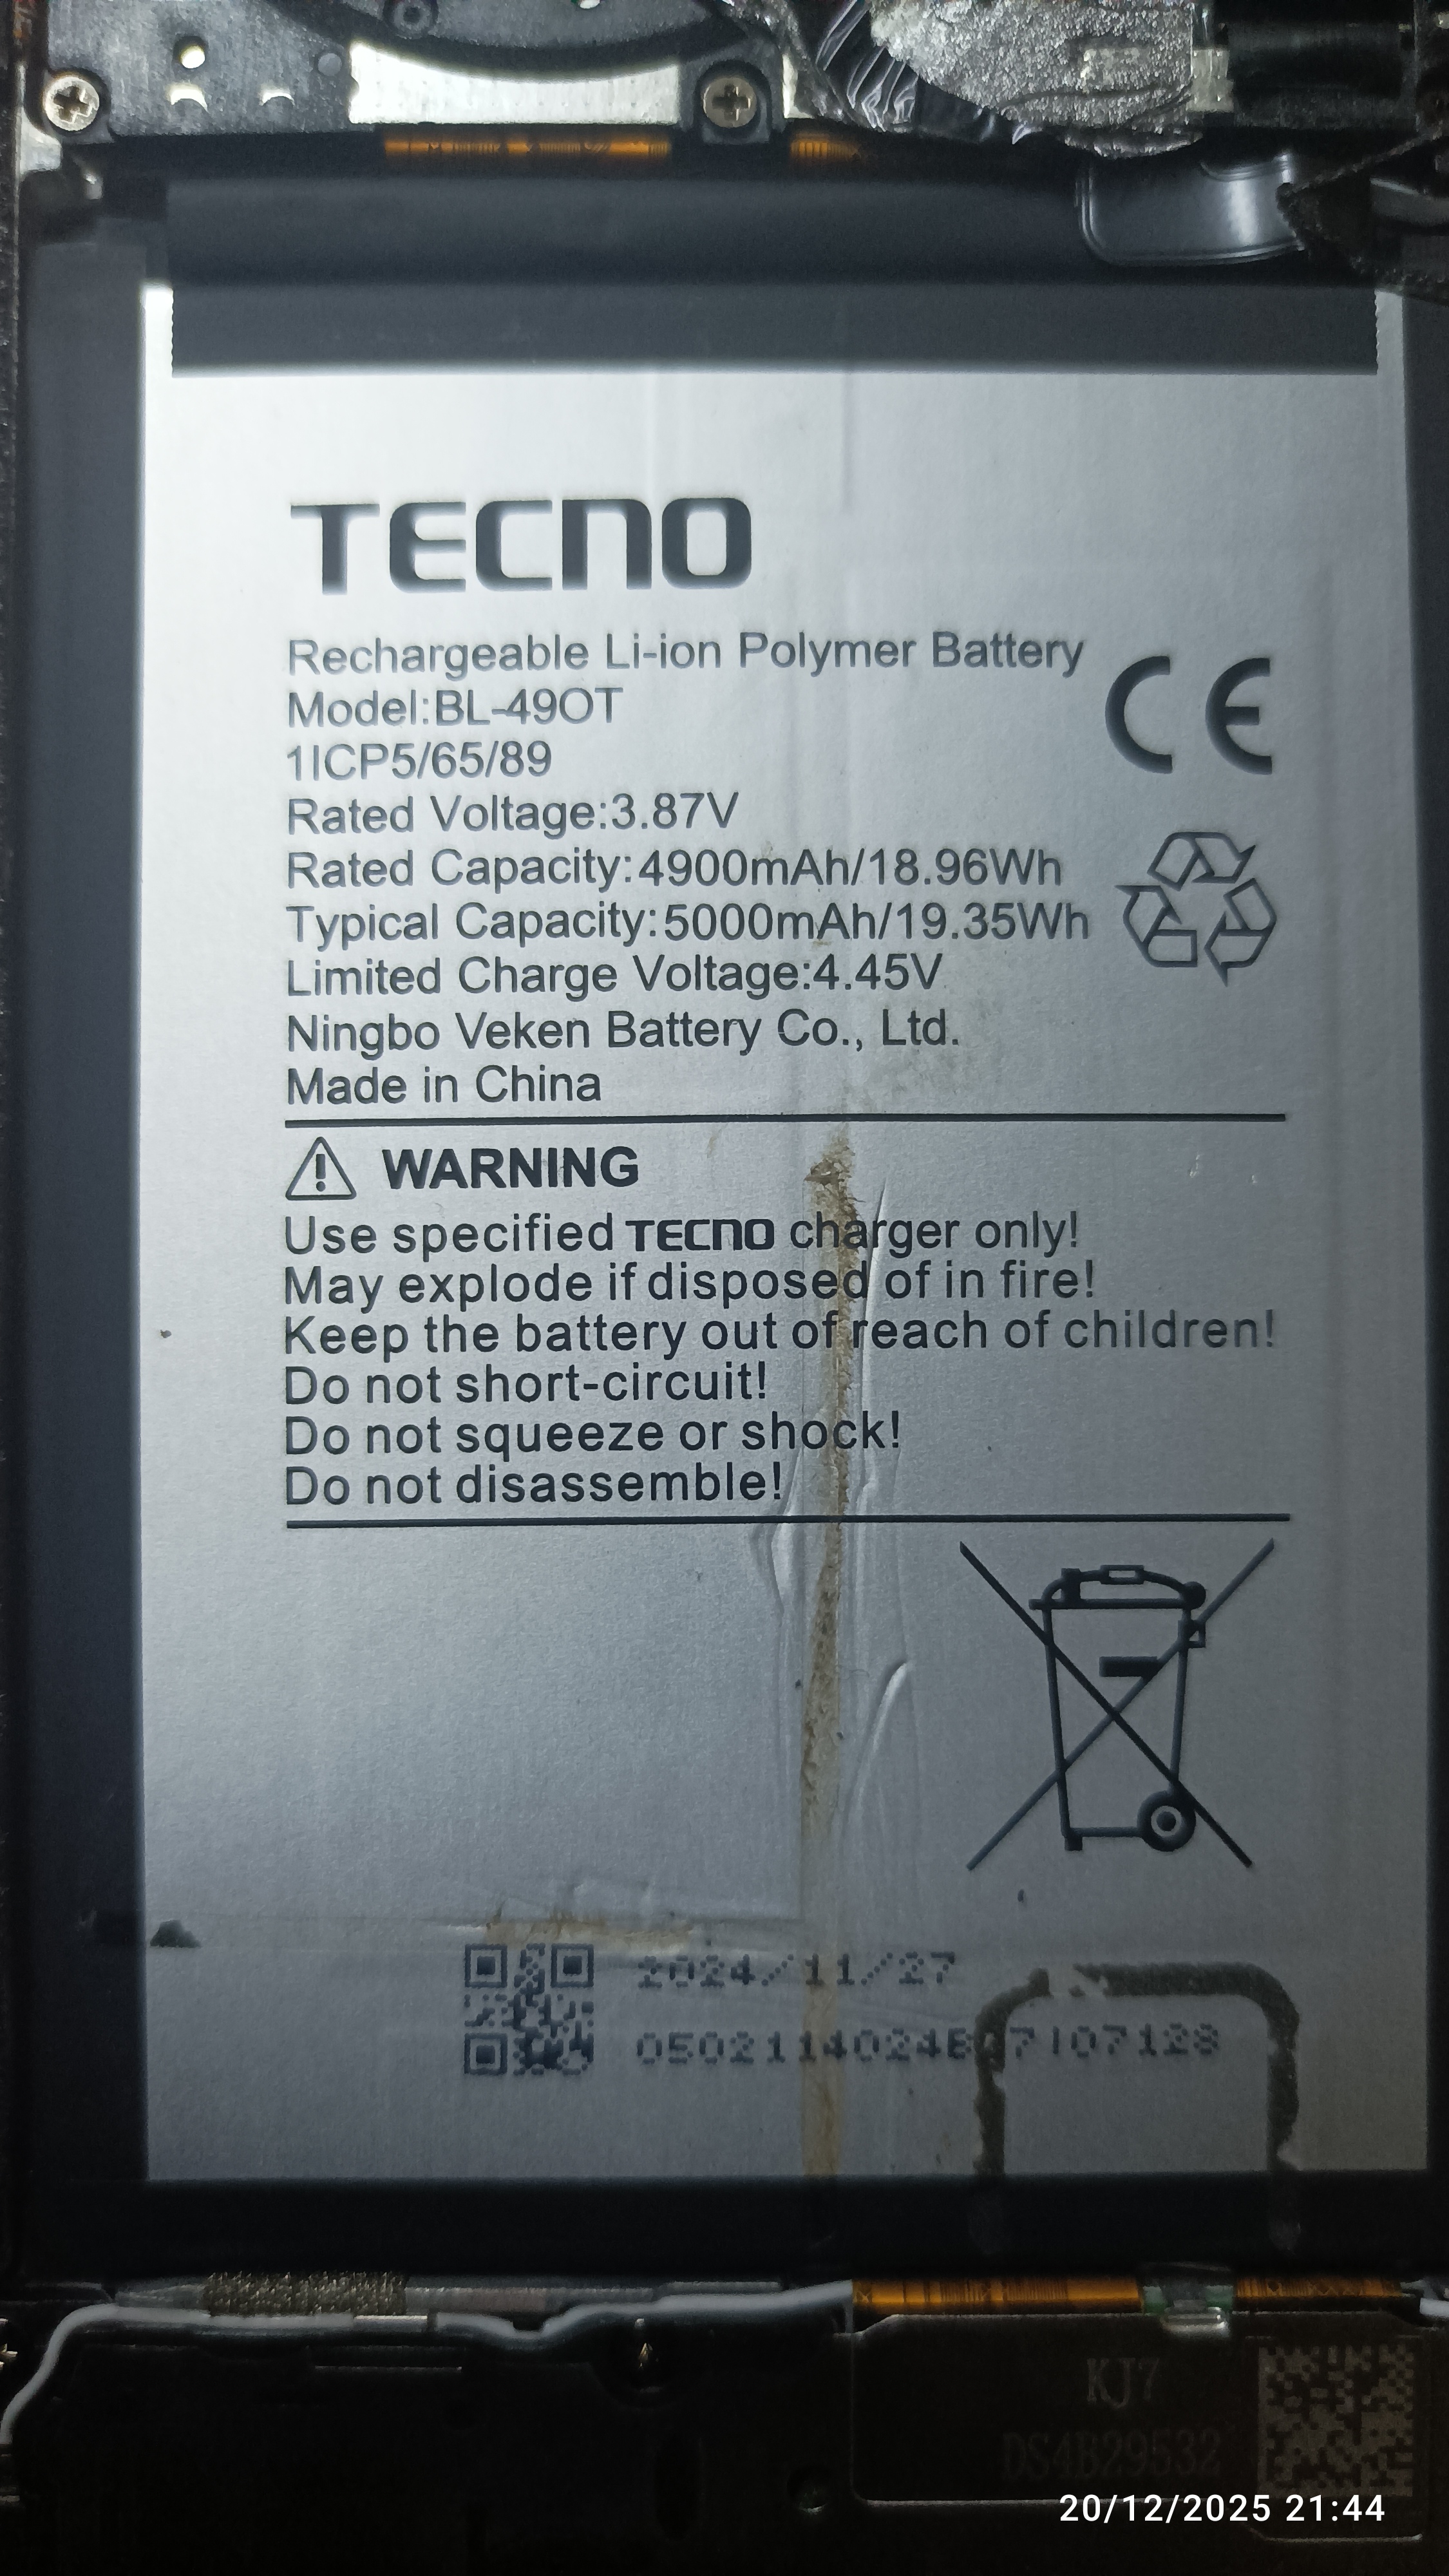 TECNO
Rechargeable Li-ion Polymer Battery
Model:BL-49OT
1ICP5/65/89
Rated Voltage:3.87V
Rated Capacity:4900mAh/18.96Wh
Typical Capacity:5000mAh/19.35Wh
Limited Charge Voltage:4.45V
Ningbo Veken Battery Co., Ltd.
Made in China
CE
WARNING
Use specified TECNO charger only!
May explode if disposed of in fire!
Keep the battery out of reach of children!
Do not short-circuit!
Do not squeeze or shock!
Do not disassemble!
2024/11/27
KJ7
DS4B29532
20/12/2025 21:44